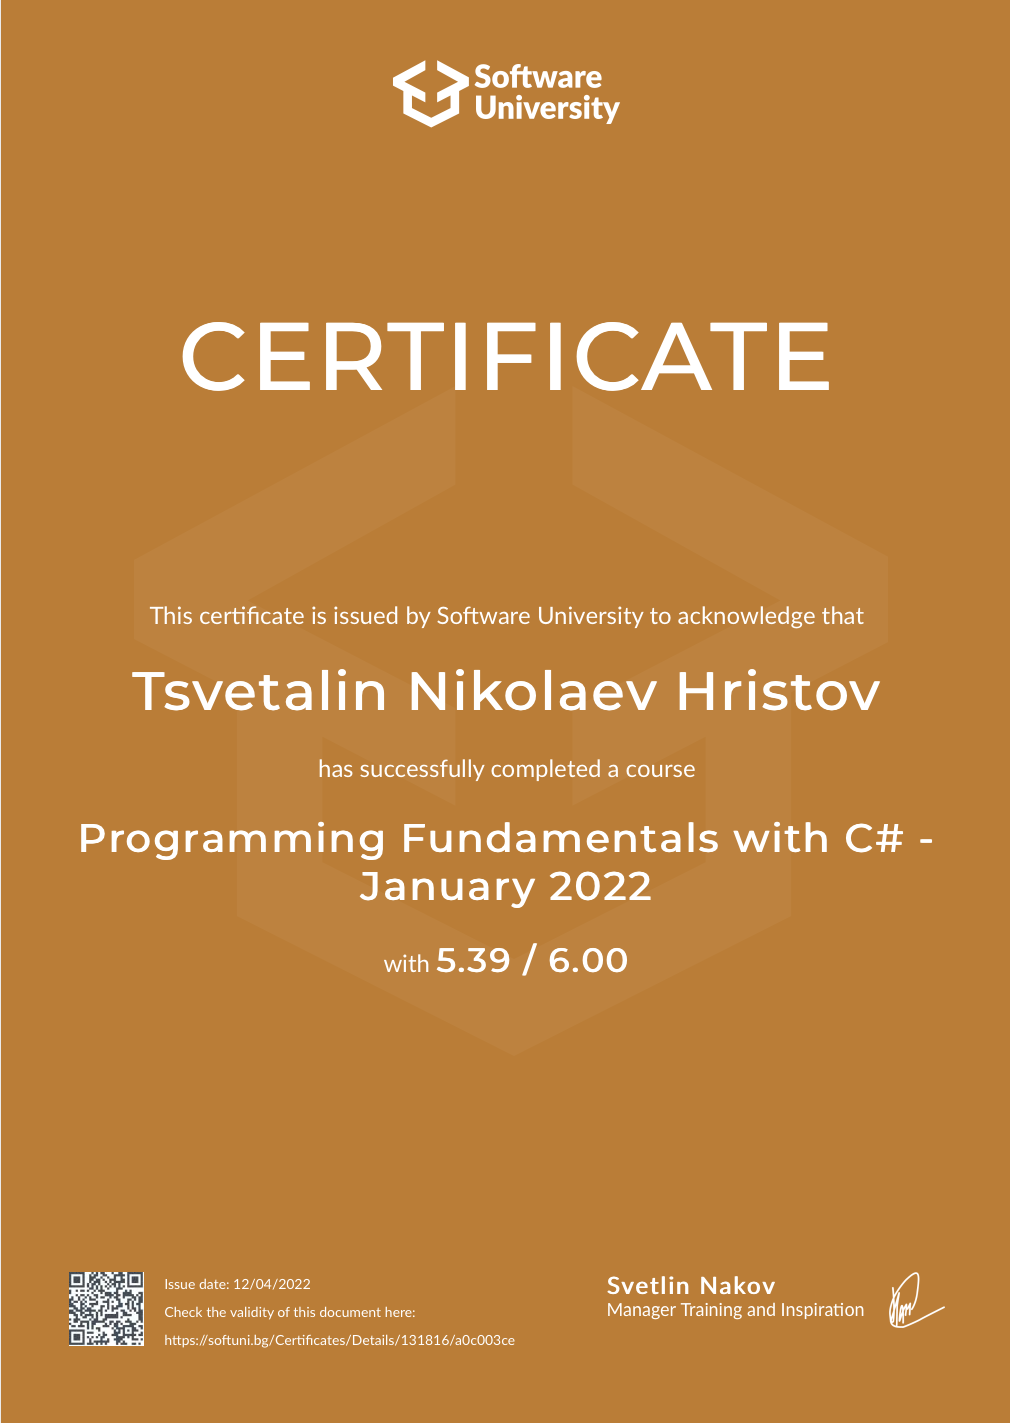 Software
University
CERTIFICATE
This certificate is issued by Software University to acknowledge that
Tsvetalin Nikolaev Hristov
has successfully completed a course
Programming Fundamentals with C# -
January 2022
with 5.39 / 6.00
Issue date: 12/04/2022
Check the validity of this document here:
https://softuni.bg/Certificates/Details/131816/a0c003ce
Svetlin Nakov
Manager Training and Inspiration